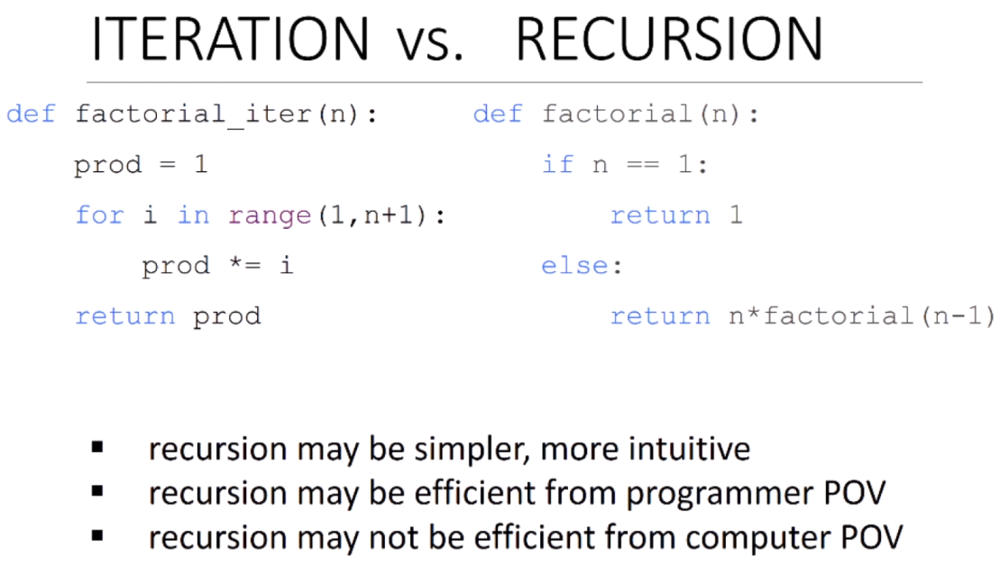 ITERATION vs. RECURSION
def factorial_iter(n):
    prod = 1
    for i in range(1,n+1):
        prod *= i
    return prod
def factorial(n):
    if n == 1:
        return 1
    else:
        return n*factorial(n-1)
▪ recursion may be simpler, more intuitive
▪ recursion may be efficient from programmer POV
▪ recursion may not be efficient from computer POV